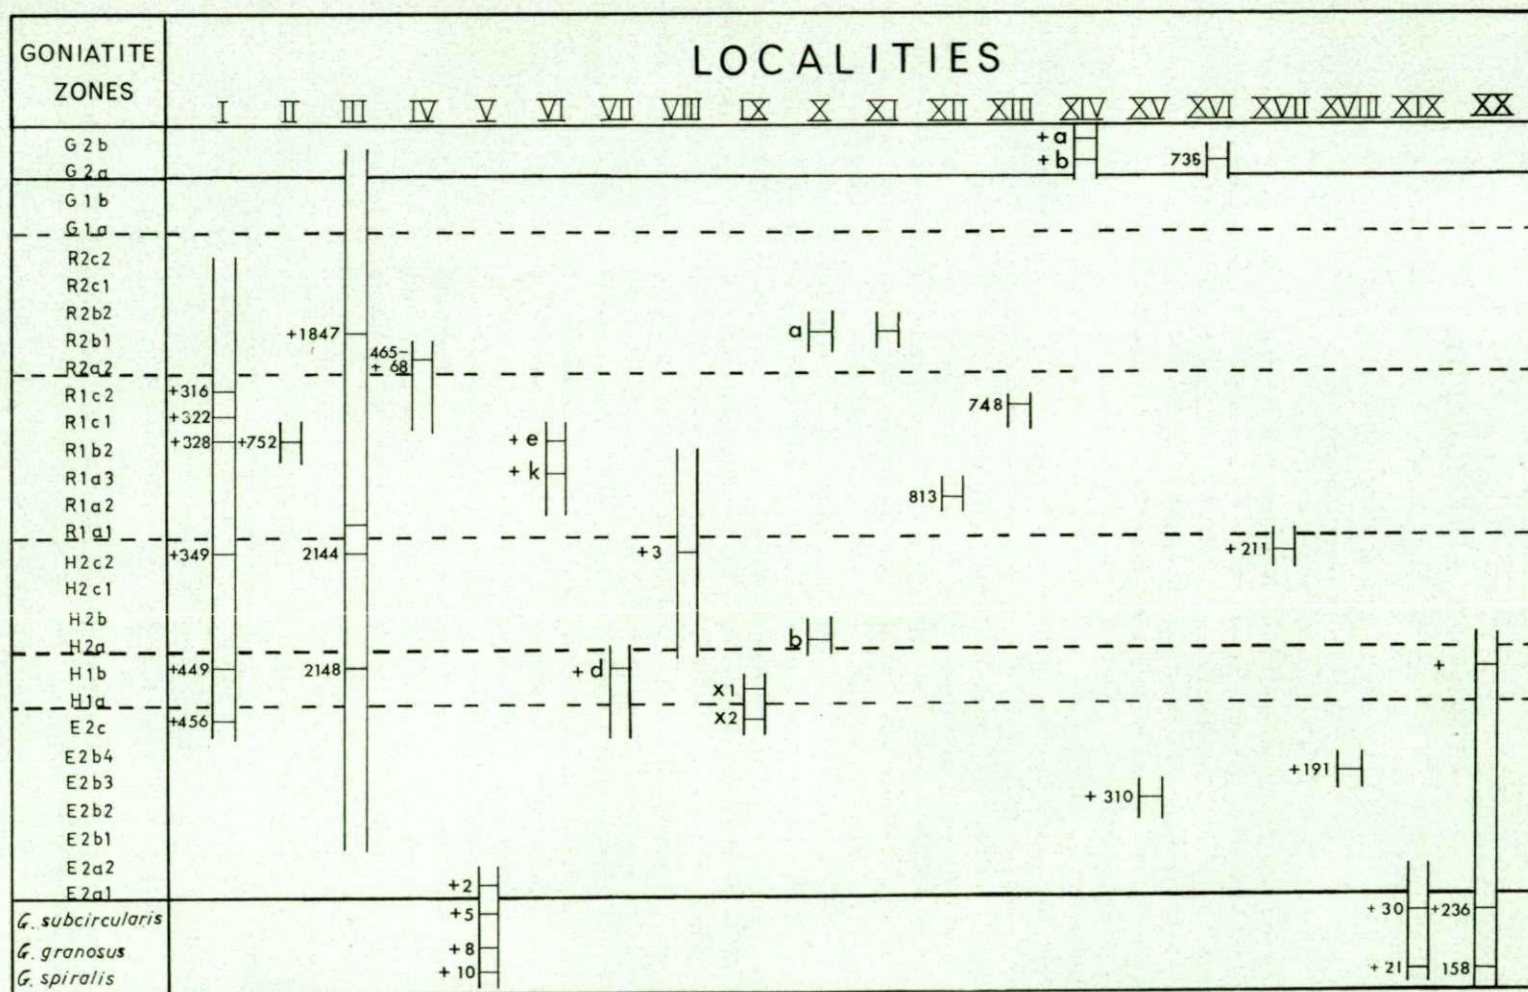 GONIATITE
ZONES
LOCALITIES
I II III IV V VI VII VIII IX X XI XII XIII XIV XV XVI XVII XVIII XIX XX
G2b +a
+b 736
G2a
G1b
G1a
R2c2
R2c1
R2b2
R2b1 +1847 a
465-
+68
R2a2
R1c2 +316 748
R1c1 +322
R1b2 +328 +752 +e
R1a3 +k
R1a2 813
R1a1
H2c2 +349 2144 +3 +211
H2c1
H2b
H2a b
H1b +449 2148 +d +
H1a X1
E2c +456 X2
E2b4 +191
E2b3 +310
E2b2
E2b1
E2a2
E2a1 +2
G. subcircularis +5 +30 +236
G. granosus +8
G. spiralis +10 +21 158